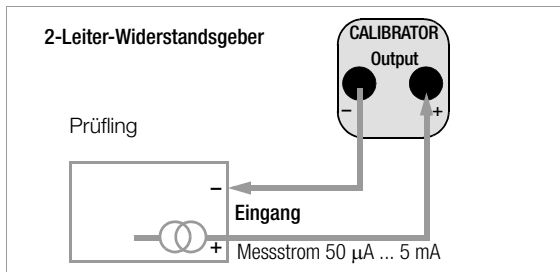 2-Leiter-Widerstandsgeber
CALIBRATOR
Output
– +
Prüfling
–
Eingang
+
Messstrom 50 µA ... 5 mA